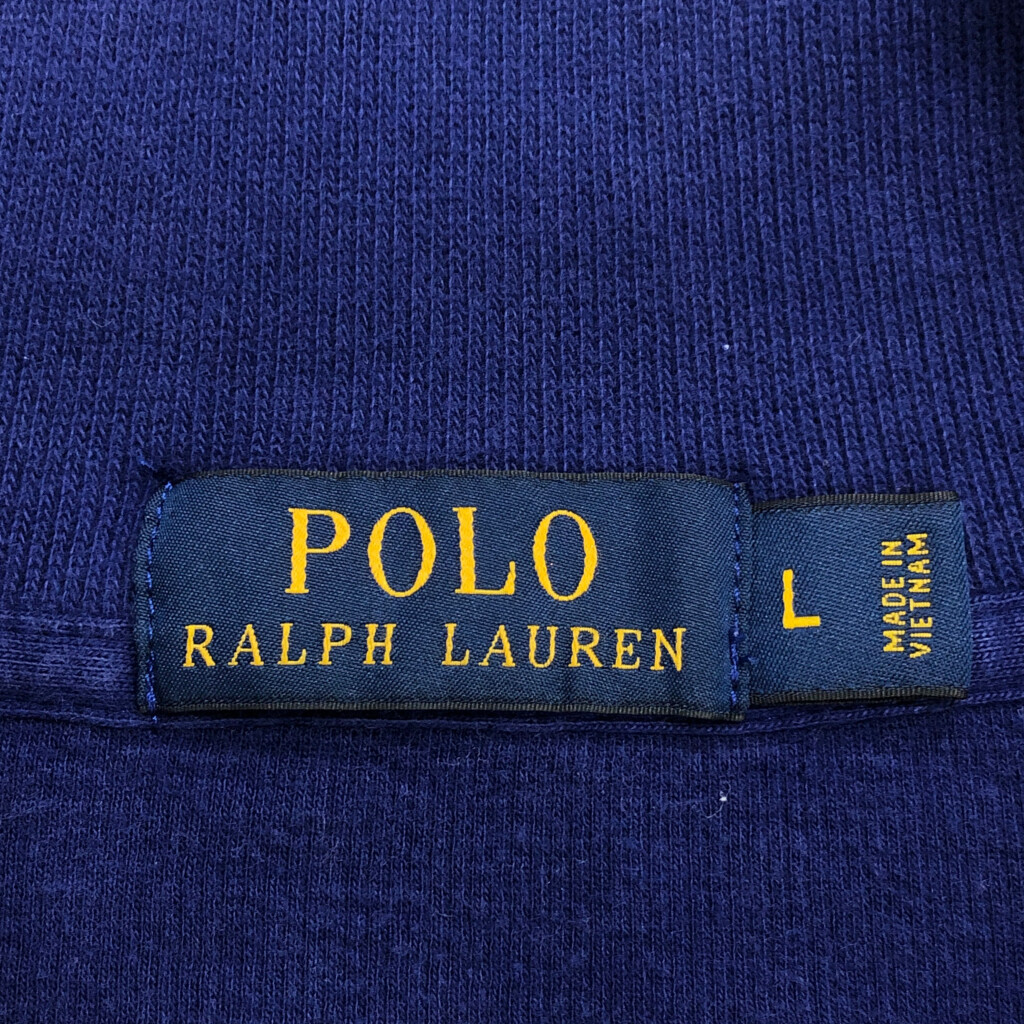 POLO
RALPH LAUREN
L
MADE IN
VIETNAM